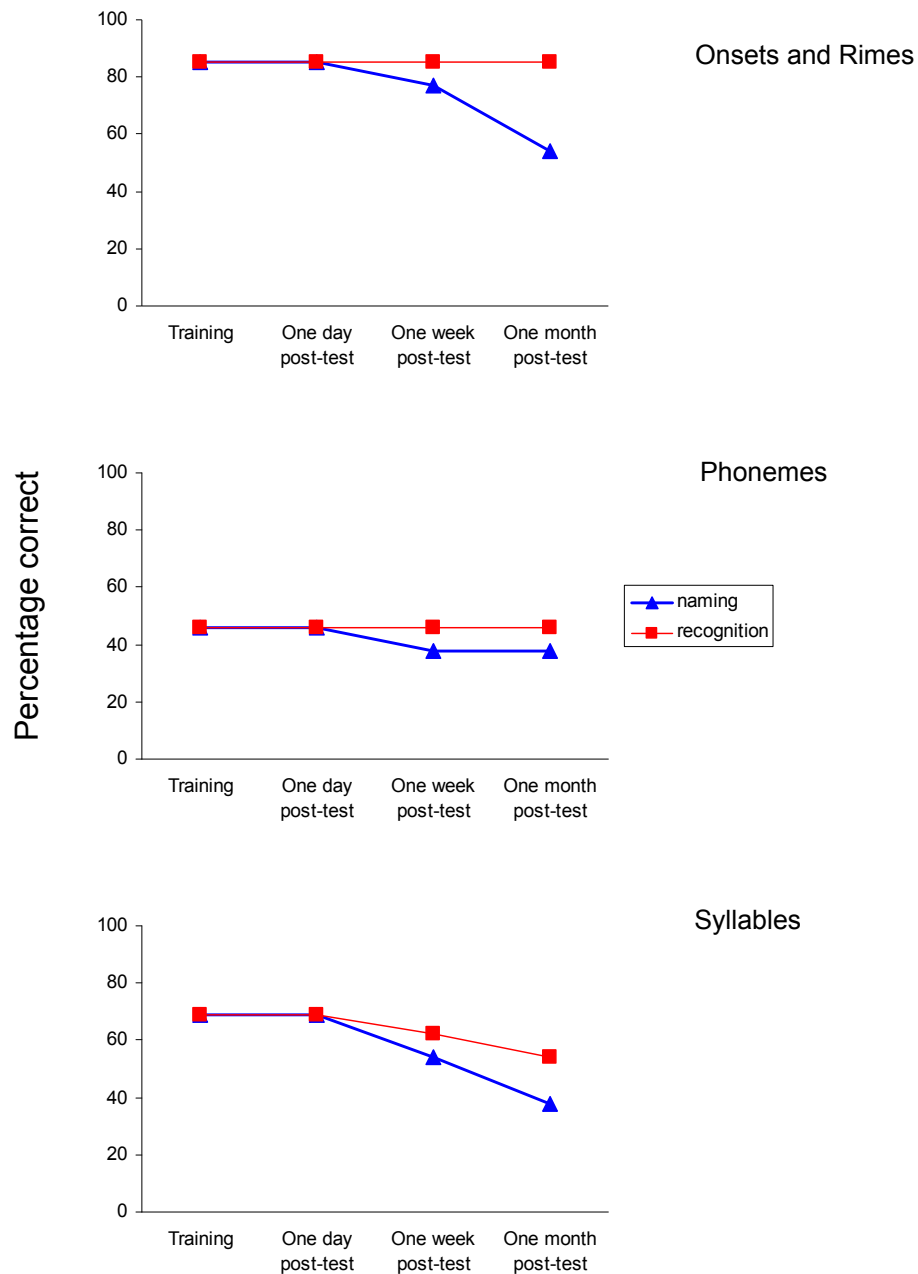 Onsets and Rimes
100
80
60
40
20
0
Training
One day
post-test
One week
post-test
One month
post-test
Percentage correct
Phonemes
100
80
60
40
20
0
naming
recognition
Training
One day
post-test
One week
post-test
One month
post-test
Syllables
100
80
60
40
20
0
Training
One day
post-test
One week
post-test
One month
post-test